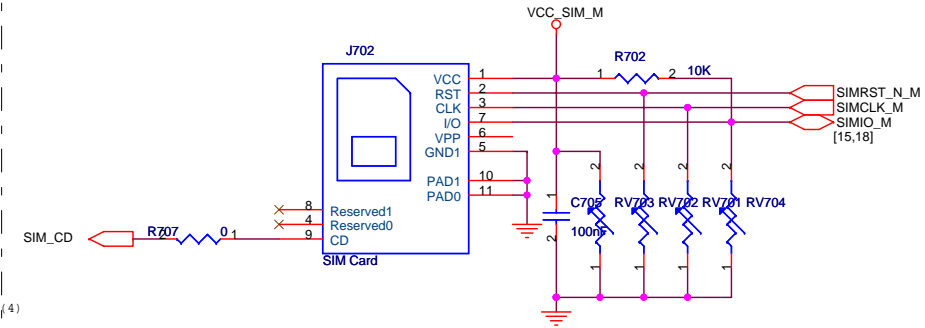 VCC_SIM_M
J702
R702
1 2 10K
VCC 1
RST 2
CLK 3
I/O 7
VPP 6
GND1 5
PAD1 10
PAD0 11
SIMRST_N_M
SIMCLK_M
SIMIO_M
[15,18]
8 Reserved1
4 Reserved0
9 CD
SIM Card
SIM_CD
2 R707 0 1
1 2 2 2 2
C705 RV703 RV702 RV701 RV704
100nF
2 1 1 1 1
(4)